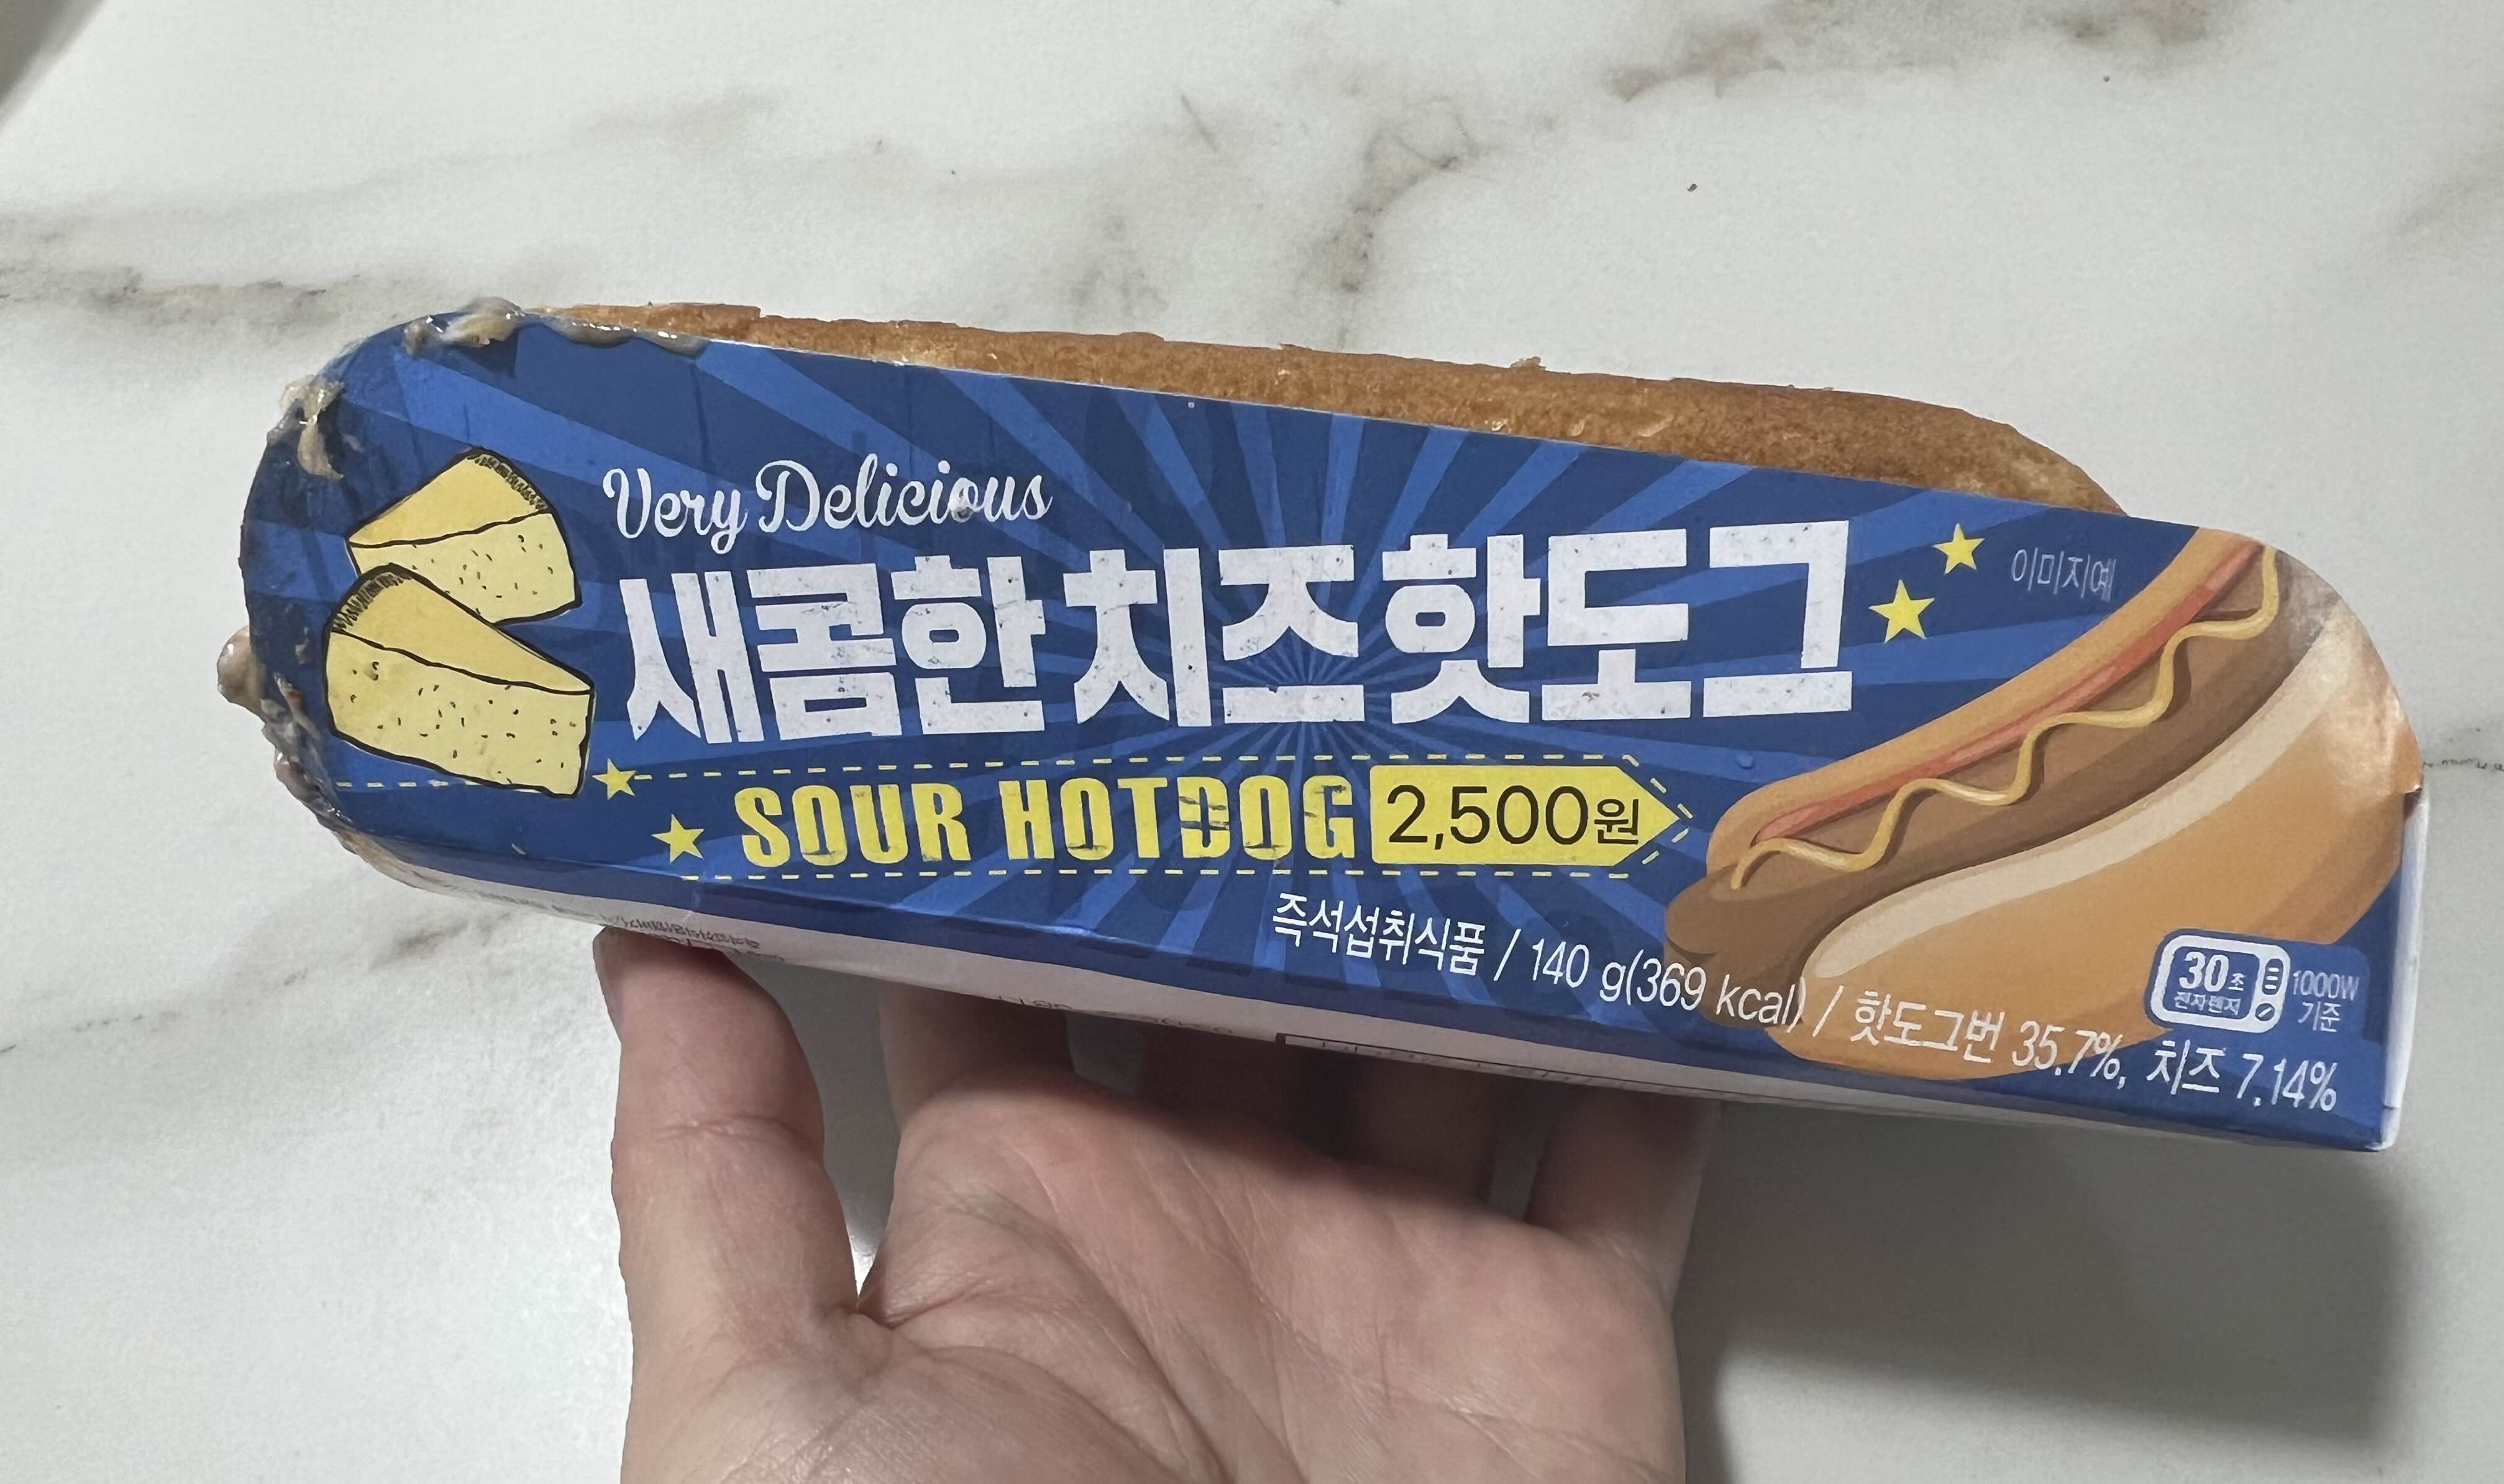 Very Delicious
새콤한 치즈 핫도그
이미지예
SOUR HOTDOG 2,500원
즉석섭취식품 / 140 g(369 kcal) / 핫도그번 35.7%, 치즈 7.14%
30초
전자렌지
1000W
기준